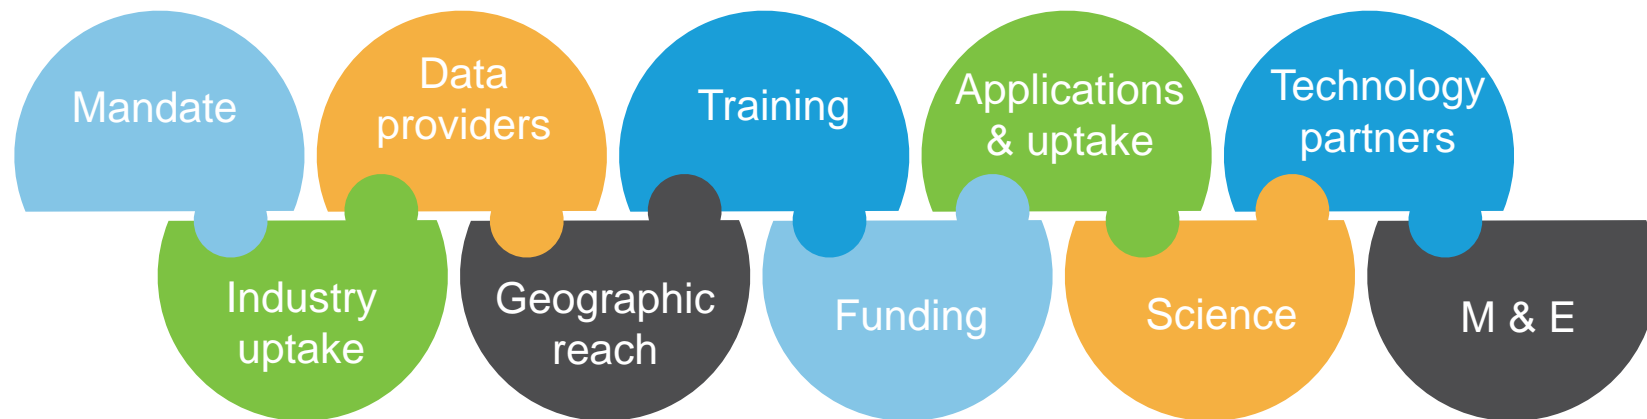 Mandate
Data
providers
Training
Applications
& uptake
Technology
partners
Industry
uptake
Geographic
reach
Funding
Science
M & E